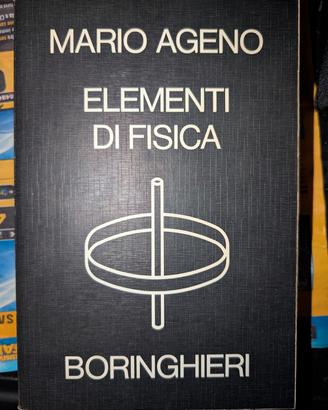 MARIO AGENO
ELEMENTI
DI FISICA
BORINGHIERI